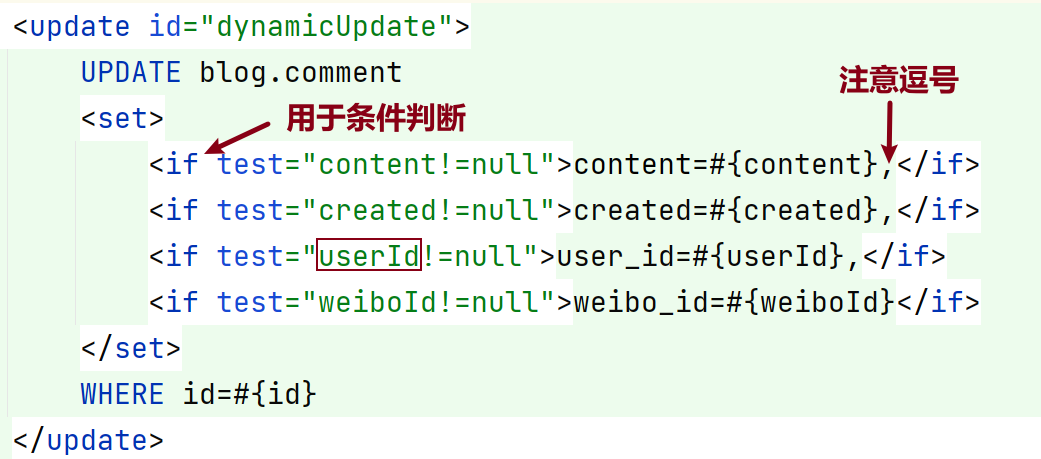 <update id="dynamicUpdate">
UPDATE blog.comment
注意逗号
<set>
用于条件判断
<if test="content!=null">content=#{content},</if>
<if test="created!=null">created=#{created},</if>
<if test="userId!=null">user_id=#{userId},</if>
<if test="weiboId!=null">weibo_id=#{weiboId}</if>
</set>
WHERE id=#{id}
</update>